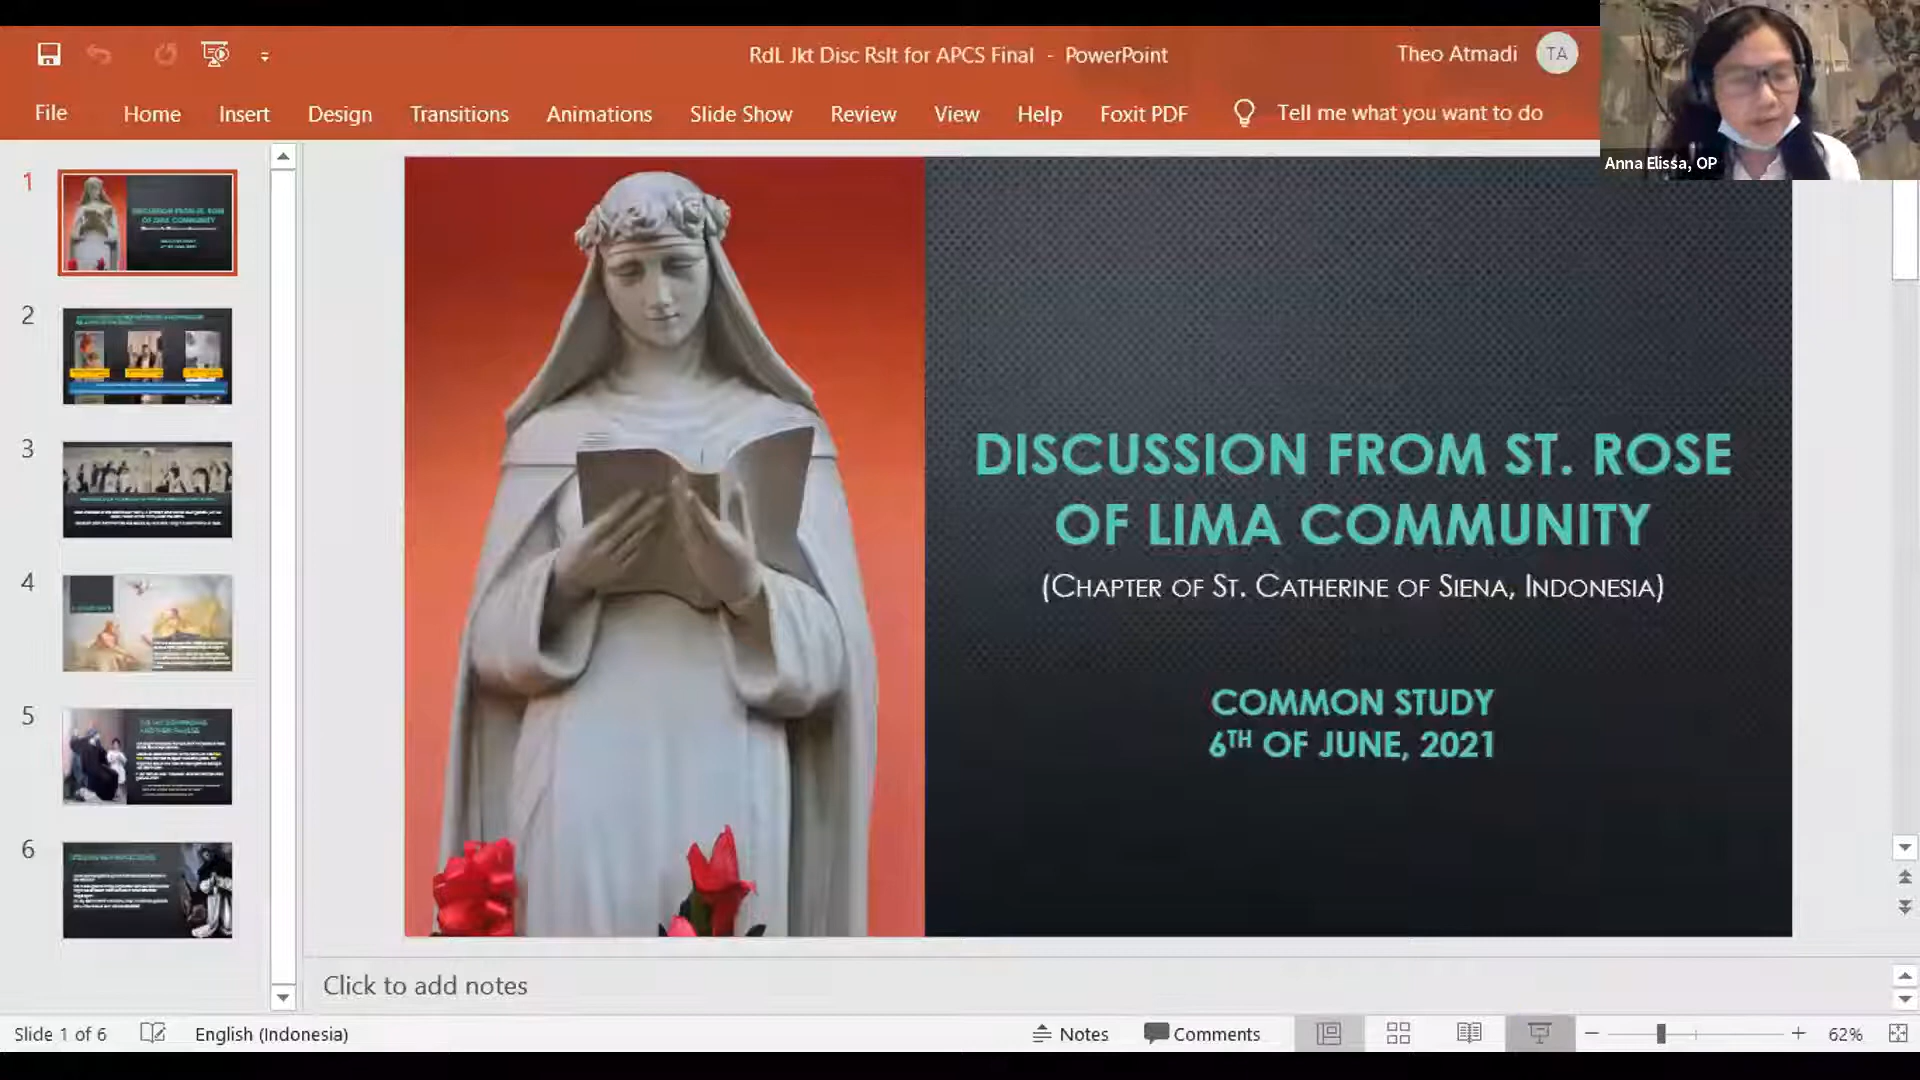 RdL Jkt Disc Rslt for APCS Final - PowerPoint
Theo Atmadi
TA
File
Home
Insert
Design
Transitions
Animations
Slide Show
Review
View
Help
Foxit PDF
Tell me what you want to do
Anna Elissa, OP
1
2
3
4
5
6
DISCUSSION FROM ST. ROSE
OF LIMA COMMUNITY
(CHAPTER OF ST. CATHERINE OF SIENA, INDONESIA)
COMMON STUDY
6TH OF JUNE, 2021
Click to add notes
Slide 1 of 6
English (Indonesia)
Notes
Comments
62%